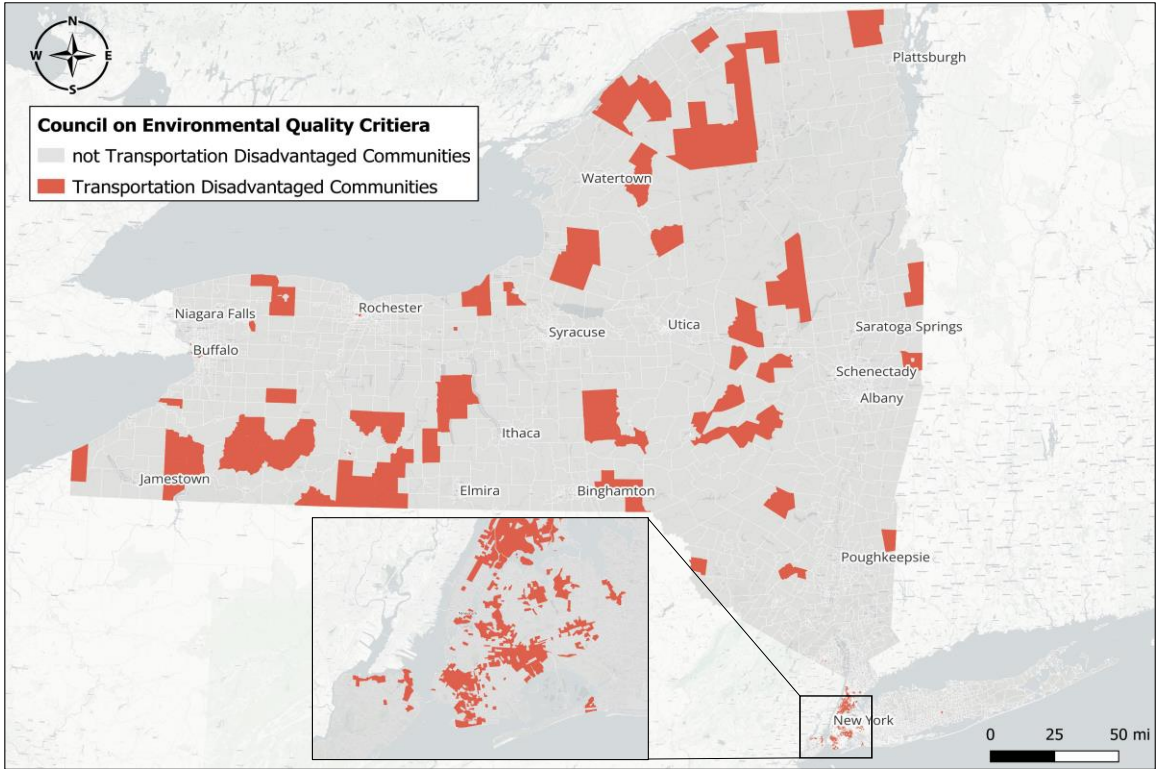 N
W E
S
Plattsburgh
Council on Environmental Quality Critiera
not Transportation Disadvantaged Communities
Transportation Disadvantaged Communities
Watertown
Niagara Falls
Rochester
Syracuse
Utica
Saratoga Springs
Buffalo
Schenectady
Albany
Ithaca
Jamestown
Elmira
Binghamton
Poughkeepsie
New York
0 25 50 mi